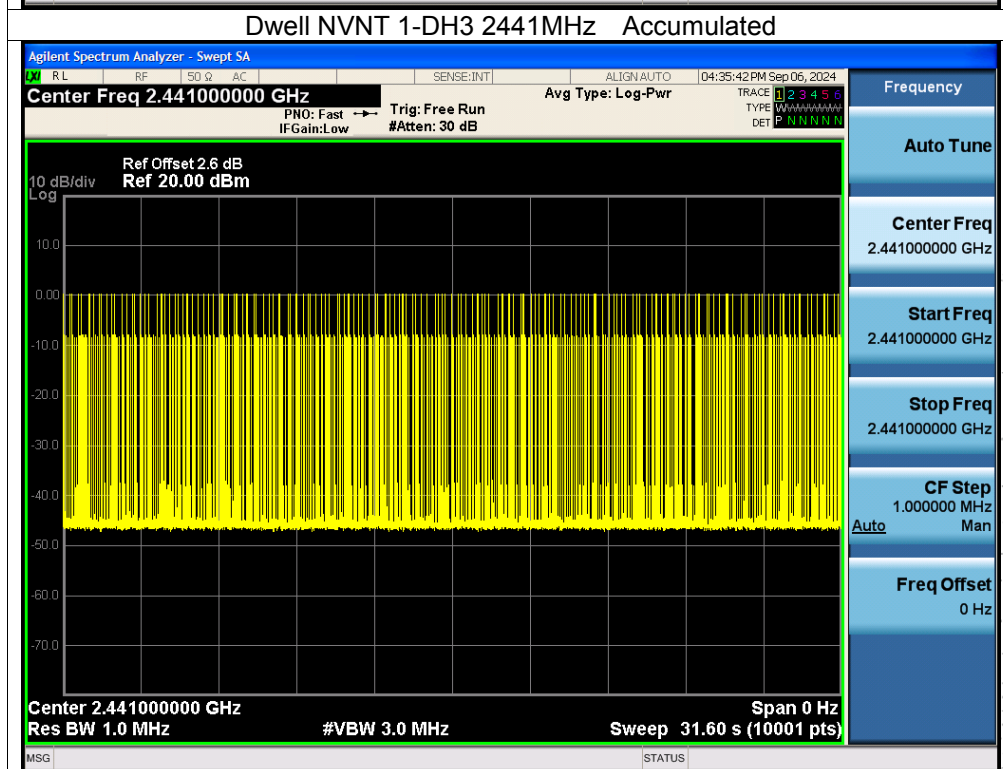 Dwell NVNT 1-DH3 2441MHz Accumulated
Agilent Spectrum Analyzer - Swept SA
LXI RL RF 50 Ω AC SENSE:INT ALIGN AUTO 04:35:42 PM Sep 06, 2024
Center Freq 2.441000000 GHz
PNO: Fast
IFGain:Low
Trig: Free Run
#Atten: 30 dB
Avg Type: Log-Pwr
TRACE 1 2 3 4 5 6
TYPE W
DET P N N N N N
Ref Offset 2.6 dB
10 dB/div Ref 20.00 dBm
Log
10.0
0.00
-10.0
-20.0
-30.0
-40.0
-50.0
-60.0
-70.0
Center 2.441000000 GHz Span 0 Hz
Res BW 1.0 MHz #VBW 3.0 MHz Sweep 31.60 s (10001 pts)
MSG STATUS
Frequency
Auto Tune
Center Freq
2.441000000 GHz
Start Freq
2.441000000 GHz
Stop Freq
2.441000000 GHz
CF Step
1.000000 MHz
Auto Man
Freq Offset
0 Hz